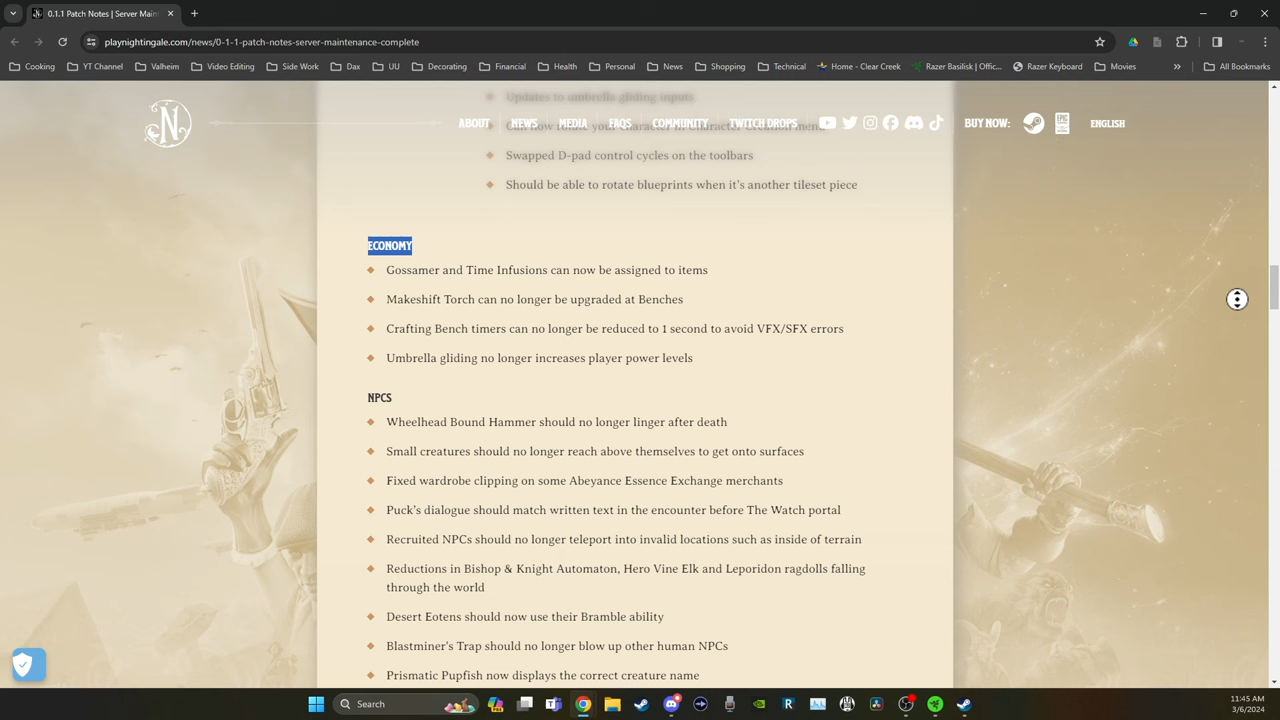 0.1.1 Patch Notes | Server Main
playnightingale.com/news/0-1-1-patch-notes-server-maintenance-complete
Cooking YT Channel Valheim Video Editing Side Work Dax UU Decorating Financial Health Personal News Shopping Technical Home - Clear Creek Razer Basilisk | Offic... Razer Keyboard Movies » All Bookmarks
Updates to umbrella gliding inputs
N ABOUT NEWS MEDIA FAQS COMMUNITY TWITCH DROPS BUY NOW: ENGLISH
Can now rotate your character in Character Creation menu
Swapped D-pad control cycles on the toolbars
Should be able to rotate blueprints when it's another tileset piece
ECONOMY
Gossamer and Time Infusions can now be assigned to items
Makeshift Torch can no longer be upgraded at Benches
Crafting Bench timers can no longer be reduced to 1 second to avoid VFX/SFX errors
Umbrella gliding no longer increases player power levels
NPCS
Wheelhead Bound Hammer should no longer linger after death
Small creatures should no longer reach above themselves to get onto surfaces
Fixed wardrobe clipping on some Abeyance Essence Exchange merchants
Puck's dialogue should match written text in the encounter before The Watch portal
Recruited NPCs should no longer teleport into invalid locations such as inside of terrain
Reductions in Bishop & Knight Automaton, Hero Vine Elk and Leporidon ragdolls falling
through the world
Desert Eotens should now use their Bramble ability
Blastminer's Trap should no longer blow up other human NPCs
Prismatic Pupfish now displays the correct creature name
Search
11:45 AM
3/6/2024